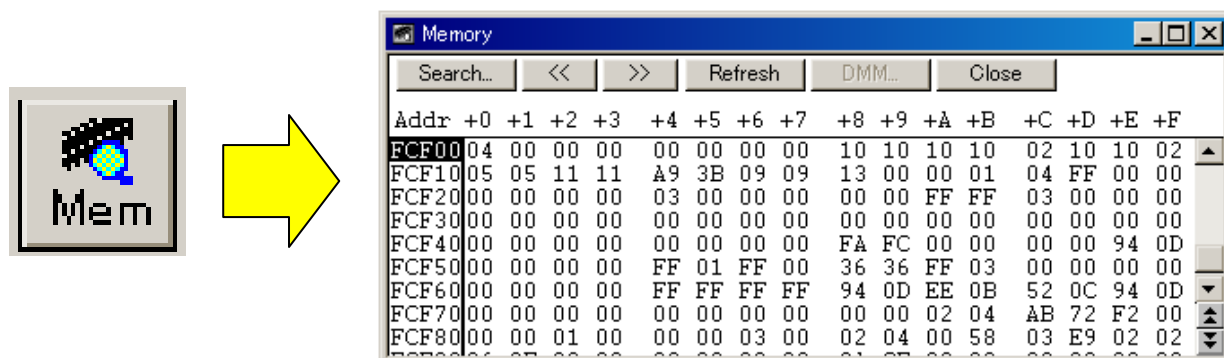 Mem
Memory
Search... << >> Refresh DMM... Close
Addr +0 +1 +2 +3 +4 +5 +6 +7 +8 +9 +A +B +C +D +E +F
FCF00 04 00 00 00 00 00 00 00 10 10 10 10 02 10 10 02
FCF10 05 05 11 11 A9 3B 09 09 13 00 00 01 04 FF 00 00
FCF20 00 00 00 00 03 00 00 00 00 00 FF FF 03 00 00 00
FCF30 00 00 00 00 00 00 00 00 00 00 00 00 00 00 00 00
FCF40 00 00 00 00 00 00 00 00 FA FC 00 00 00 00 94 0D
FCF50 00 00 00 00 FF 01 FF 00 36 36 FF 03 00 00 00 00
FCF60 00 00 00 00 FF FF FF FF 94 0D EE 0B 52 0C 94 0D
FCF70 00 00 00 00 00 00 00 00 00 00 02 04 AB 72 F2 00
FCF80 00 00 01 00 00 00 03 00 02 04 00 58 03 E9 02 02